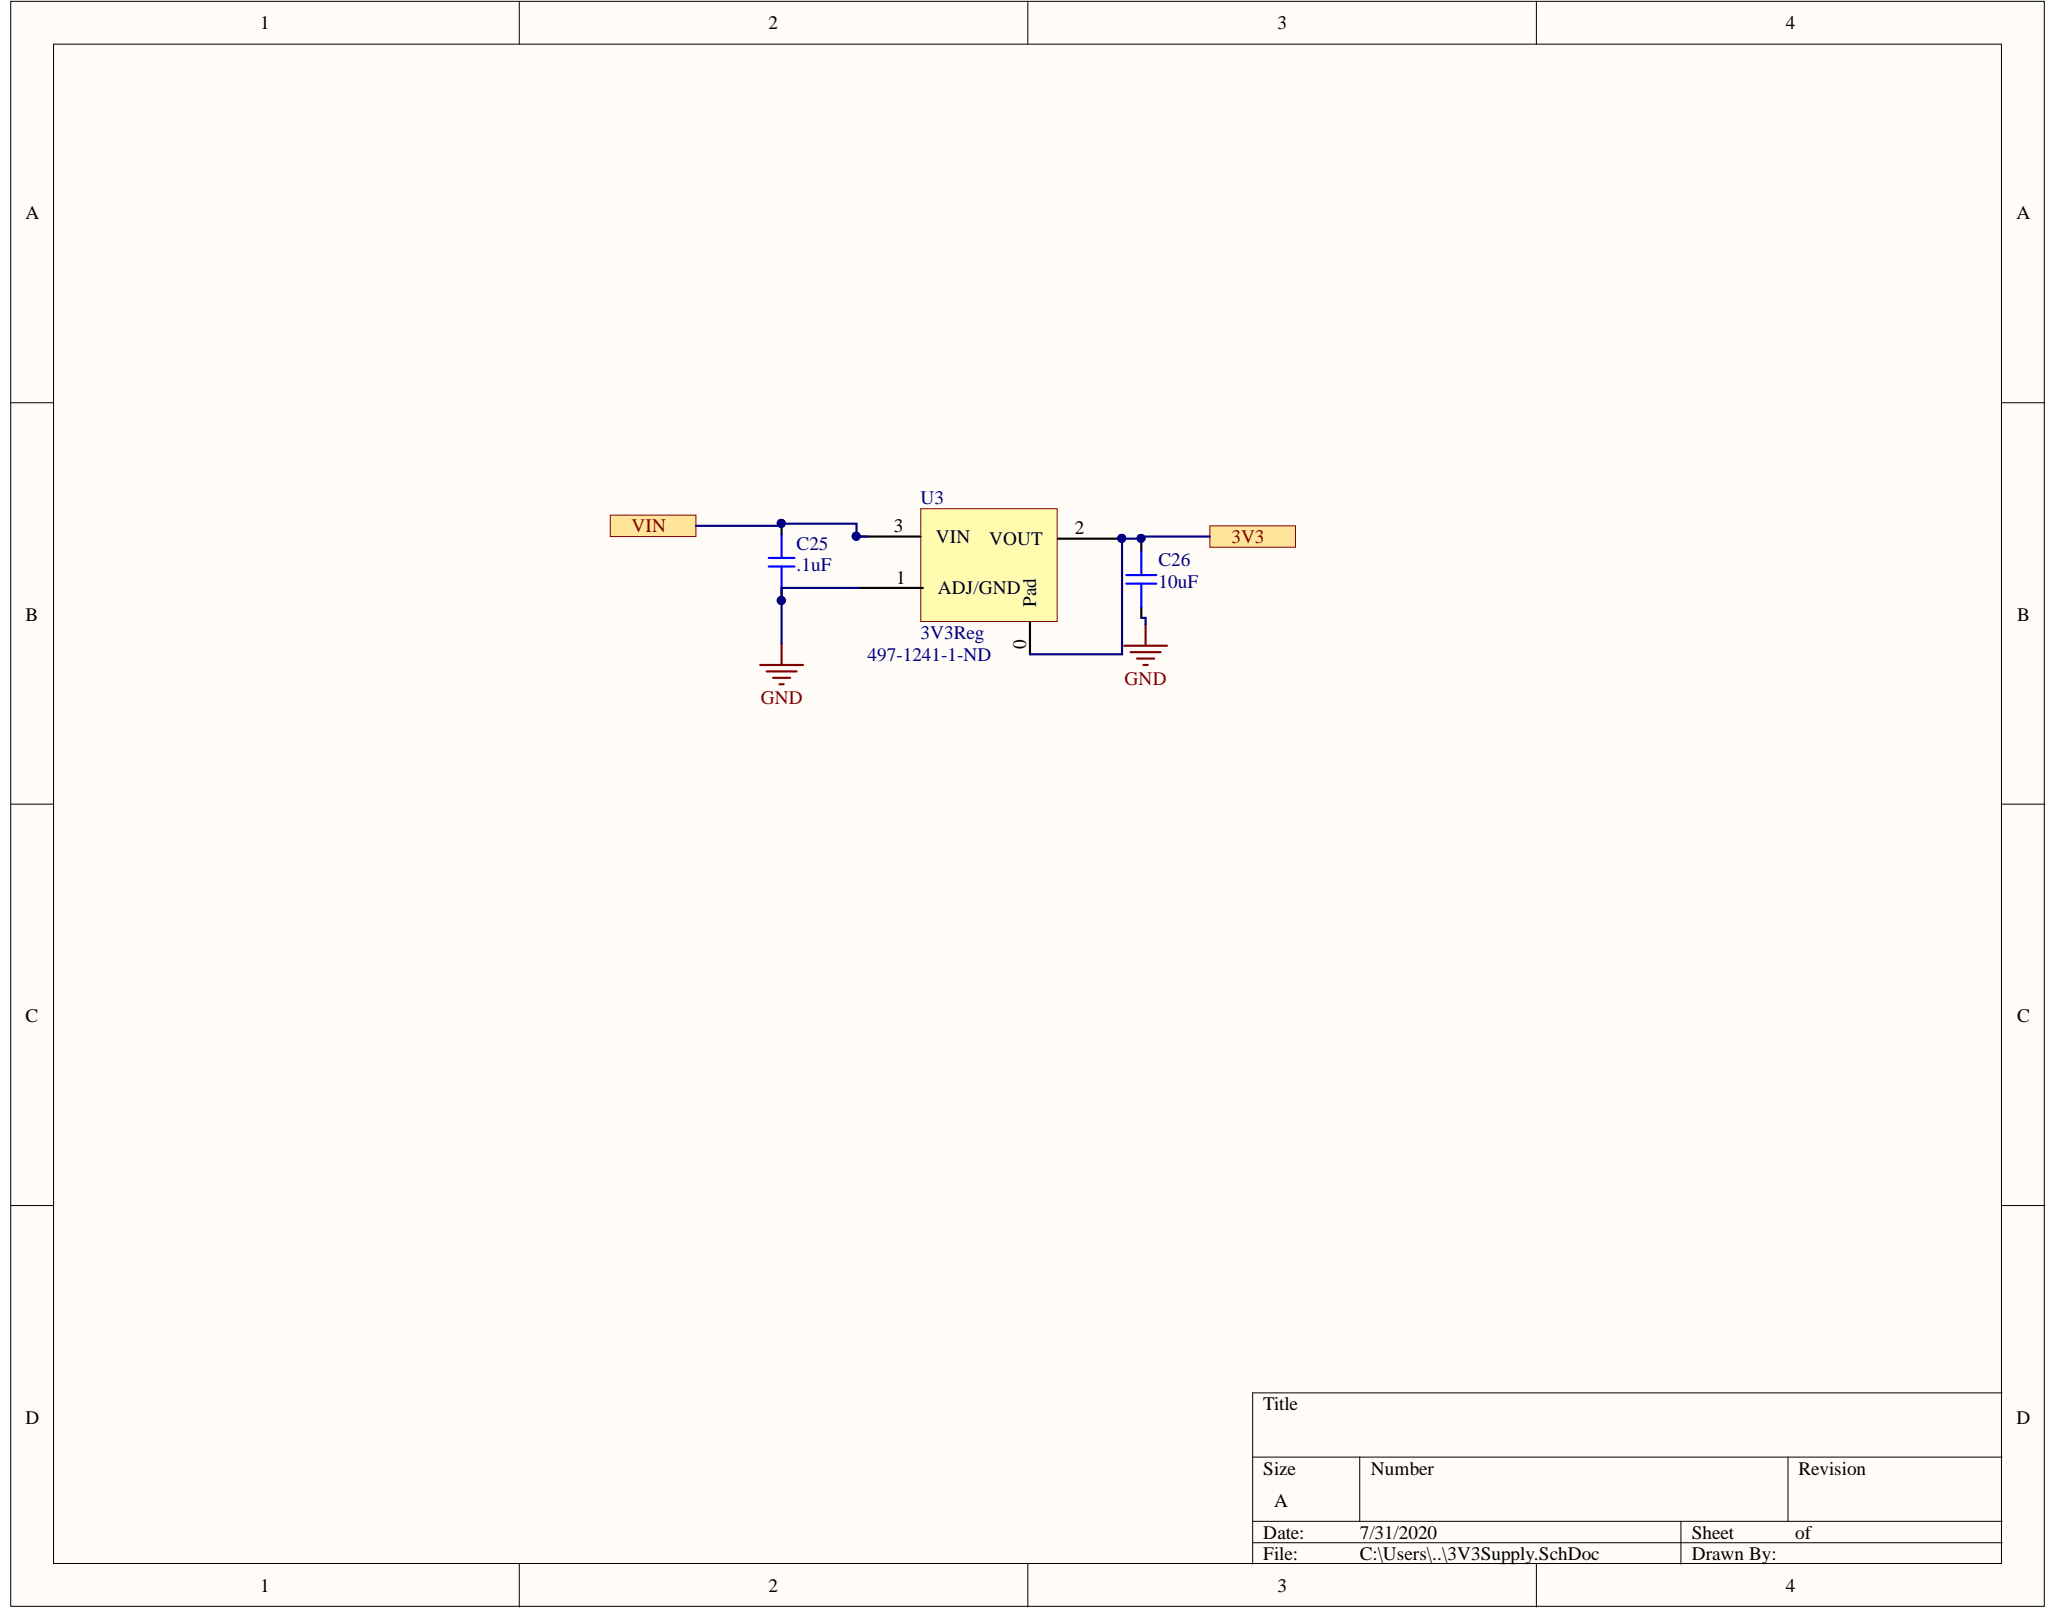 1 2 3 4
A A
U3
VIN 3 VIN VOUT 2 3V3
C25
.1uF
C26
10uF
1 ADJ/GND Pad
0
3V3Reg
497-1241-1-ND
GND
GND
B B
C C
D D
Title
Size Number Revision
A
Date: 7/31/2020 Sheet of
File: C:\Users\..\3V3Supply.SchDoc Drawn By:
1 2 3 4